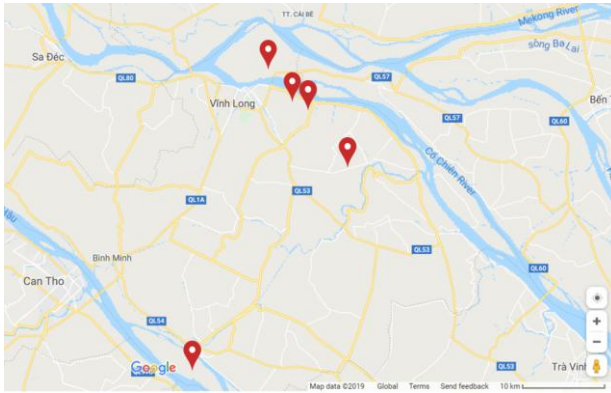 TT. CÁI BÈ
Mekong River
sông Ba Lai
Sa Đéc
QL80
QL57
Vĩnh Long
Bến T
QL57
QL60
Cổ Chiên River
QL53
QL1A
Hậu
QL53
Bình Minh
QL60
Can Tho
QL54
Google
QL53
Trà Vinh
Map data ©2019 Global Terms Send feedback 10 km